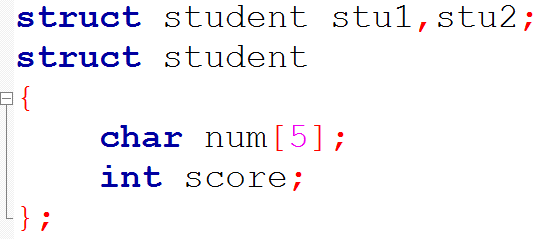 struct student stu1,stu2;
struct student
{
char num[5];
int score;
};